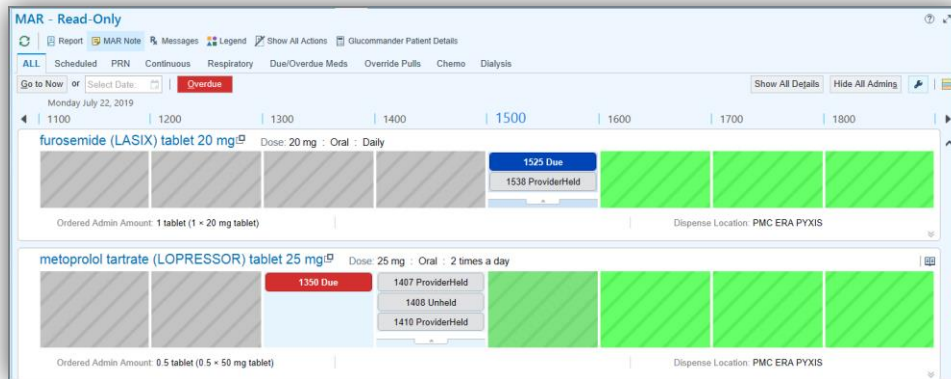 MAR - Read-Only
Report MAR Note Messages Legend Show All Actions Glucommander Patient Details
ALL Scheduled PRN Continuous Respiratory Due/Overdue Meds Override Pulls Chemo Dialysis
Go to Now or Select Date: Overdue Show All Details Hide All Admins
Monday July 22, 2019
1100 1200 1300 1400 1500 1600 1700 1800
furosemide (LASIX) tablet 20 mg Dose: 20 mg : Oral : Daily
1525 Due
1538 ProviderHeld
Ordered Admin Amount: 1 tablet (1 × 20 mg tablet) Dispense Location: PMC ERA PYXIS
metoprolol tartrate (LOPRESSOR) tablet 25 mg Dose: 25 mg : Oral : 2 times a day
1350 Due 1407 ProviderHeld
1408 Unheld
1410 ProviderHeld
Ordered Admin Amount: 0.5 tablet (0.5 × 50 mg tablet) Dispense Location: PMC ERA PYXIS